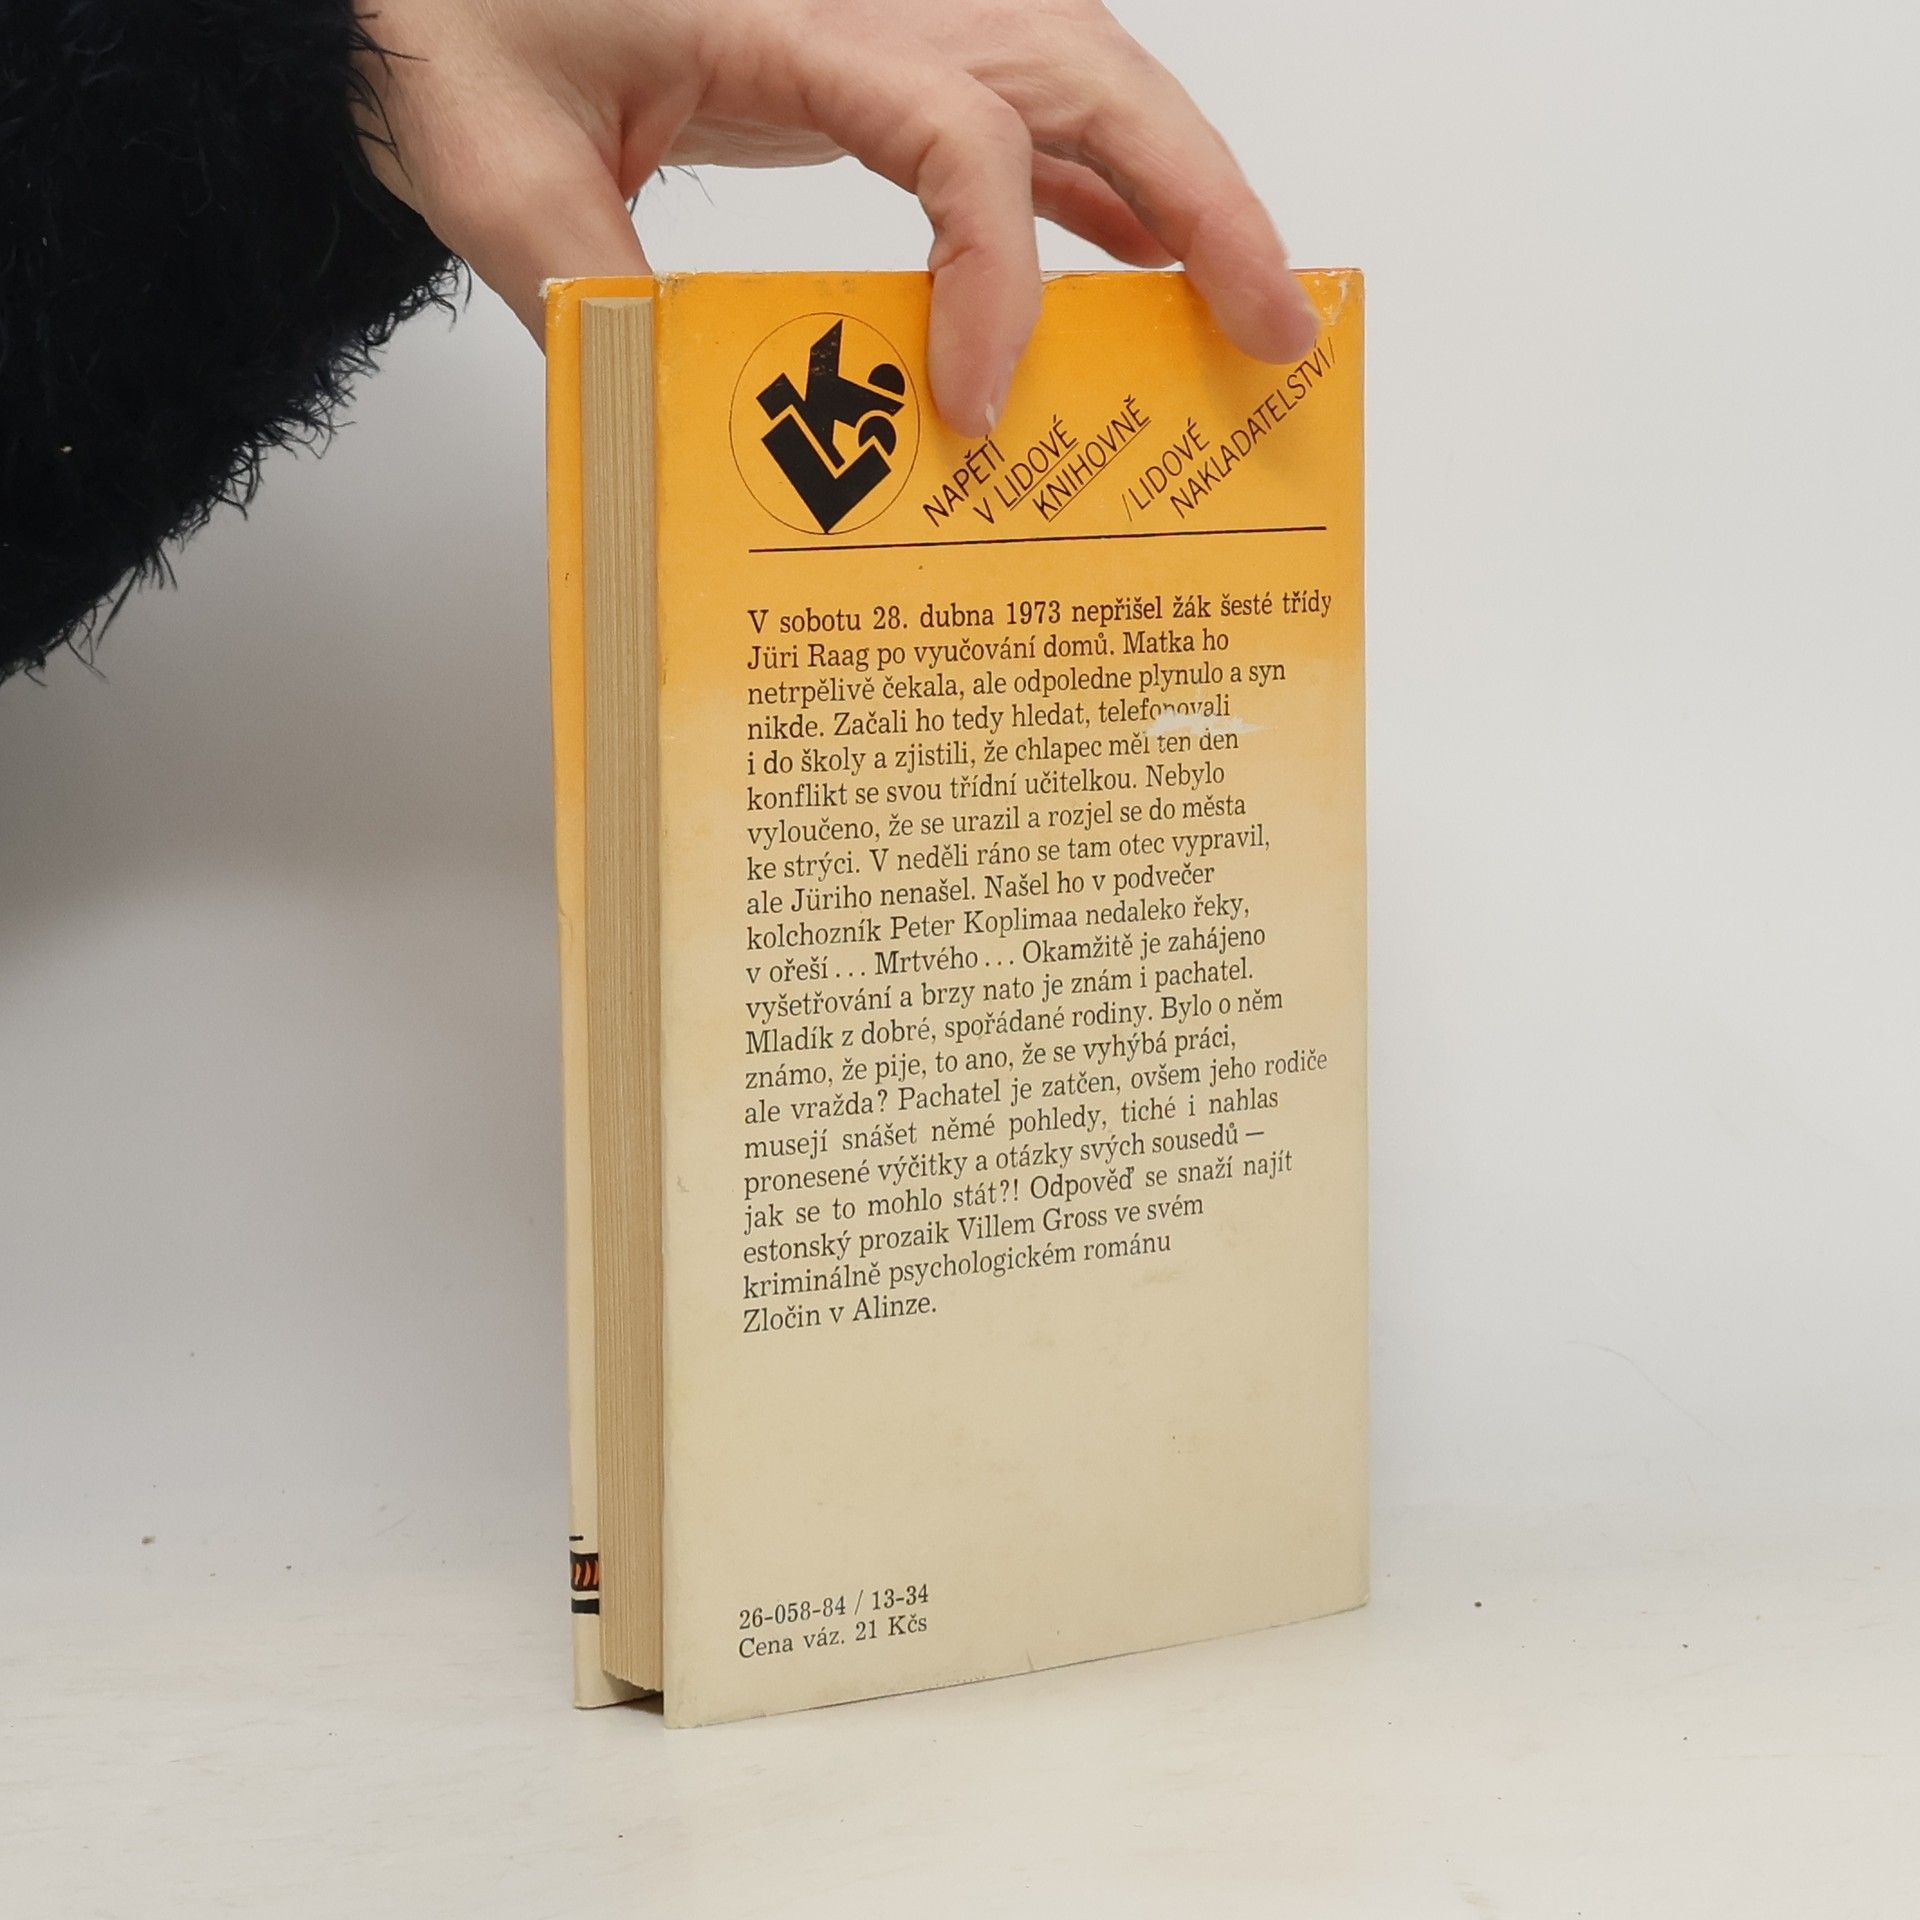 LK
NAPĚTÍ
V LIDOVÉ
KNIHOVNĚ
/LIDOVÉ
NAKLADATELSTVÍ/
V sobotu 28. dubna 1973 nepřišel žák šesté třídy
Jüri Raag po vyučování domů. Matka ho
netrpělivě čekala, ale odpoledne plynulo a syn
nikde. Začali ho tedy hledat, telefonovali
i do školy a zjistili, že chlapec měl ten den
konflikt se svou třídní učitelkou. Nebylo
vyloučeno, že se urazil a rozjel se do města
ke strýci. V neděli ráno se tam otec vypravil,
ale Jüriho nenašel. Našel ho v podvečer
kolchozník Peter Koplimaa nedaleko řeky,
v ořeší... Mrtvého... Okamžitě je zahájeno
vyšetřování a brzy nato je znám i pachatel.
Mladík z dobré, spořádané rodiny. Bylo o něm
známo, že pije, to ano, že se vyhýbá práci,
ale vražda? Pachatel je zatčen, ovšem jeho rodiče
musejí snášet němé pohledy, tiché i nahlas
pronesené výčitky a otázky svých sousedů –
jak se to mohlo stát?! Odpověď se snaží najít
estonský prozaik Villem Gross ve svém
kriminálně psychologickém románu
Zločin v Alinze.
26-058-84 / 13-34
Cena váz. 21 Kčs